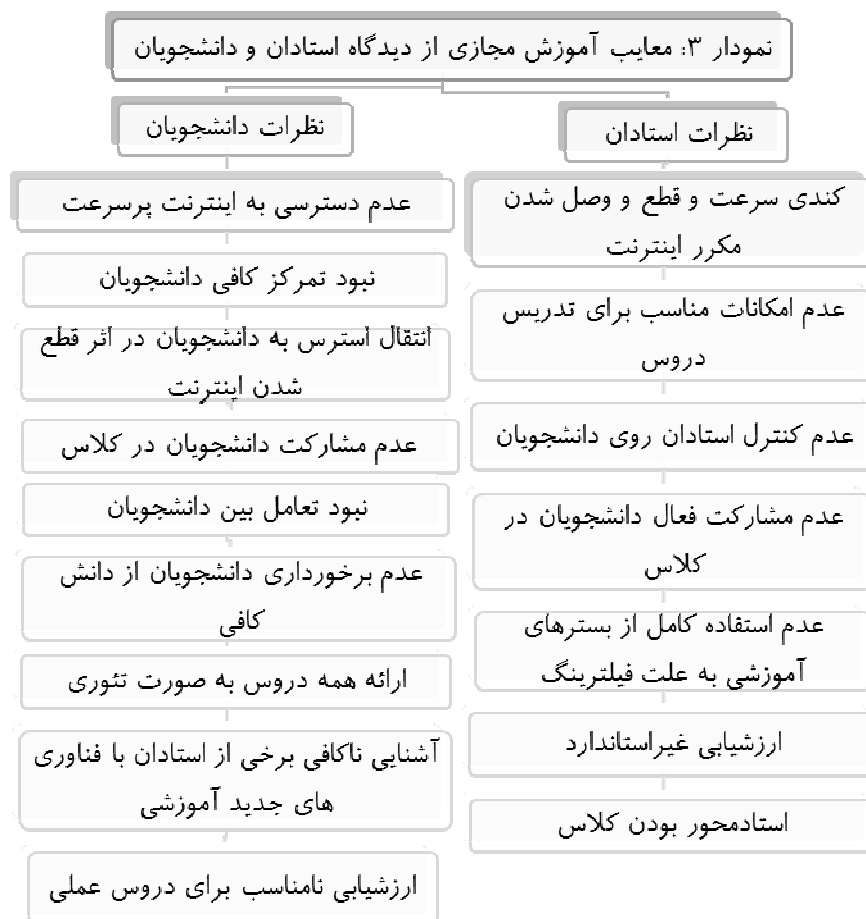 نمودار ۳: معایب آموزش مجازی از دیدگاه استادان و دانشجویان
نظرات استادان
کندی سرعت و قطع و وصل شدن
مکرر اینترنت
عدم امکانات مناسب برای تدریس
دروس
عدم کنترل استادان روی دانشجویان
عدم مشارکت فعال دانشجویان در
کلاس
عدم استفاده کامل از بسترهای
آموزشی به علت فیلترینگ
ارزشیابی غیراستاندارد
استادمحور بودن کلاس
نظرات دانشجویان
عدم دسترسی به اینترنت پرسرعت
نبود تمرکز کافی دانشجویان
انتقال استرس به دانشجویان در اثر قطع
شدن اینترنت
عدم مشارکت دانشجویان در کلاس
نبود تعامل بین دانشجویان
عدم برخورداری دانشجویان از دانش
کافی
ارائه همه دروس به صورت تئوری
آشنایی ناکافی برخی از استادان با فناوری
های جدید آموزشی
ارزشیابی نامناسب برای دروس عملی